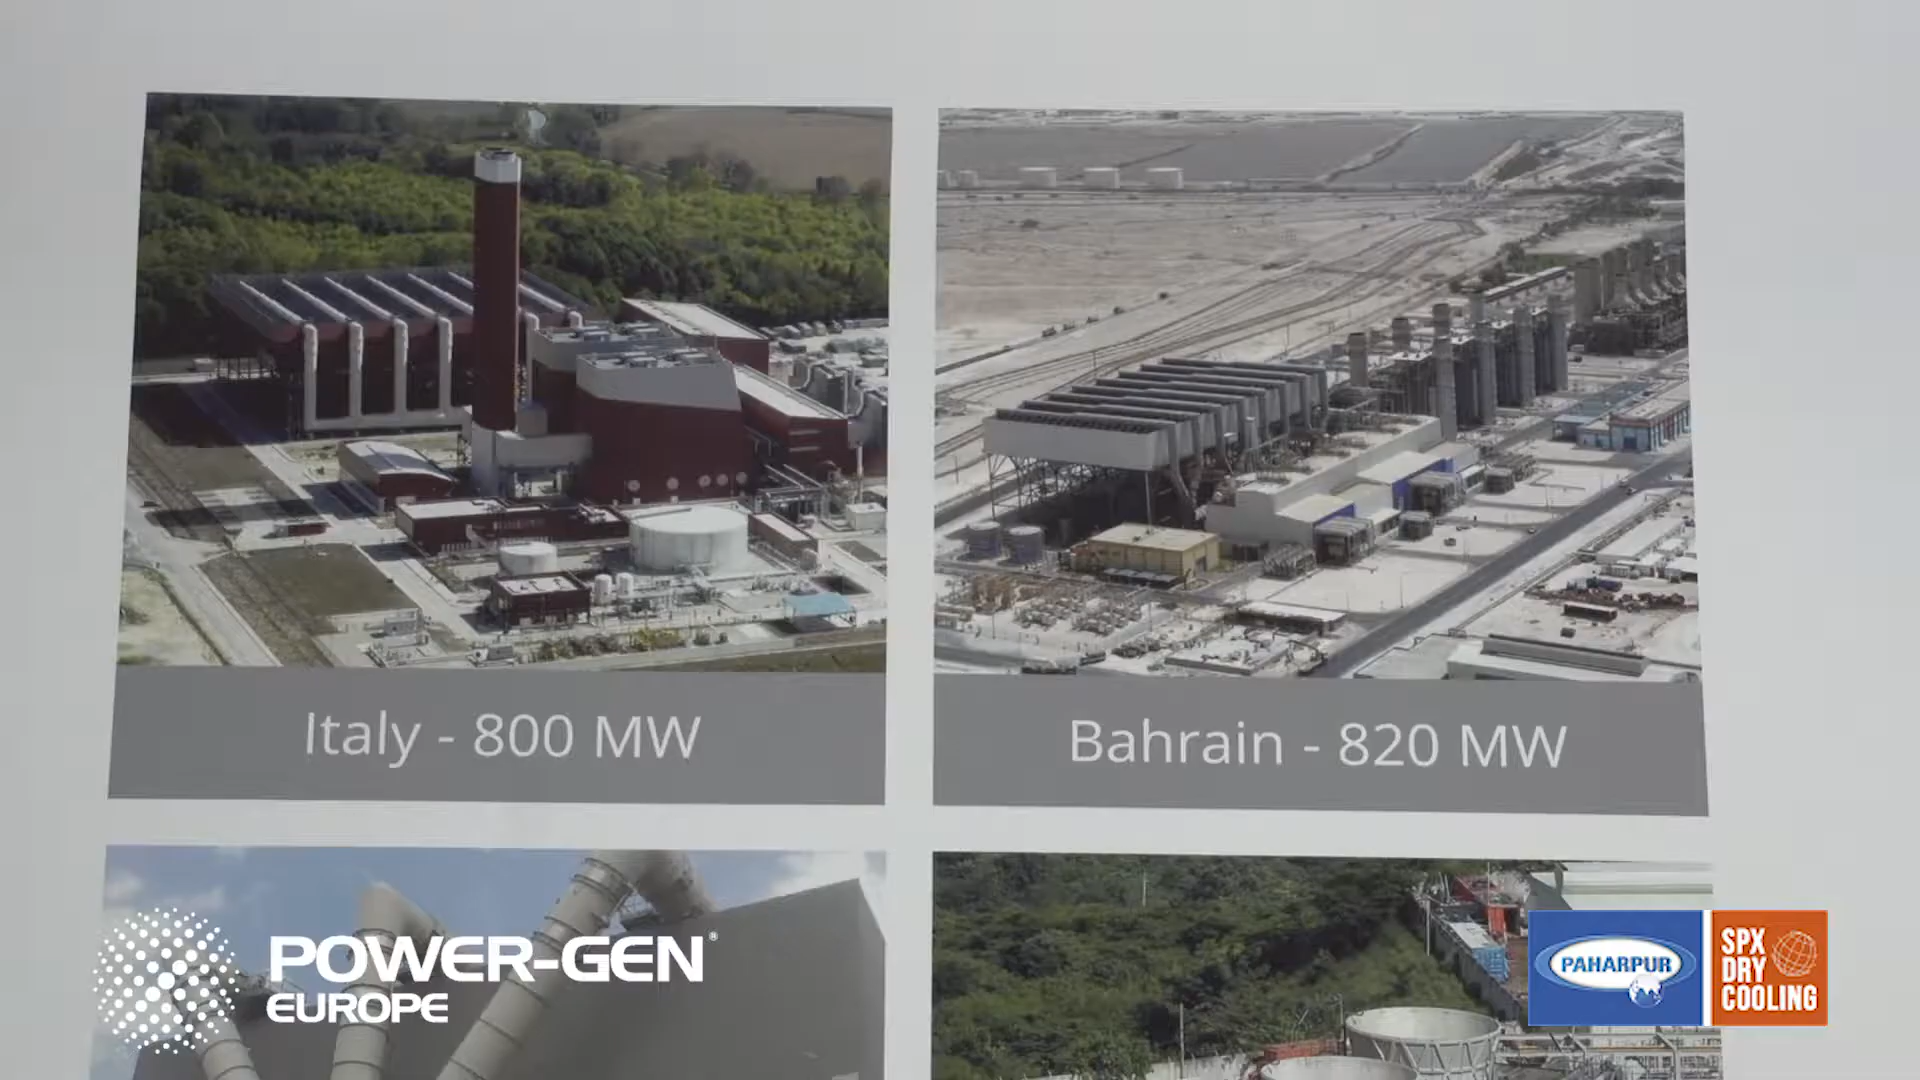 Italy - 800 MW
Bahrain - 820 MW
POWER-GEN®
EUROPE
PAHARPUR
SPX
DRY
COOLING